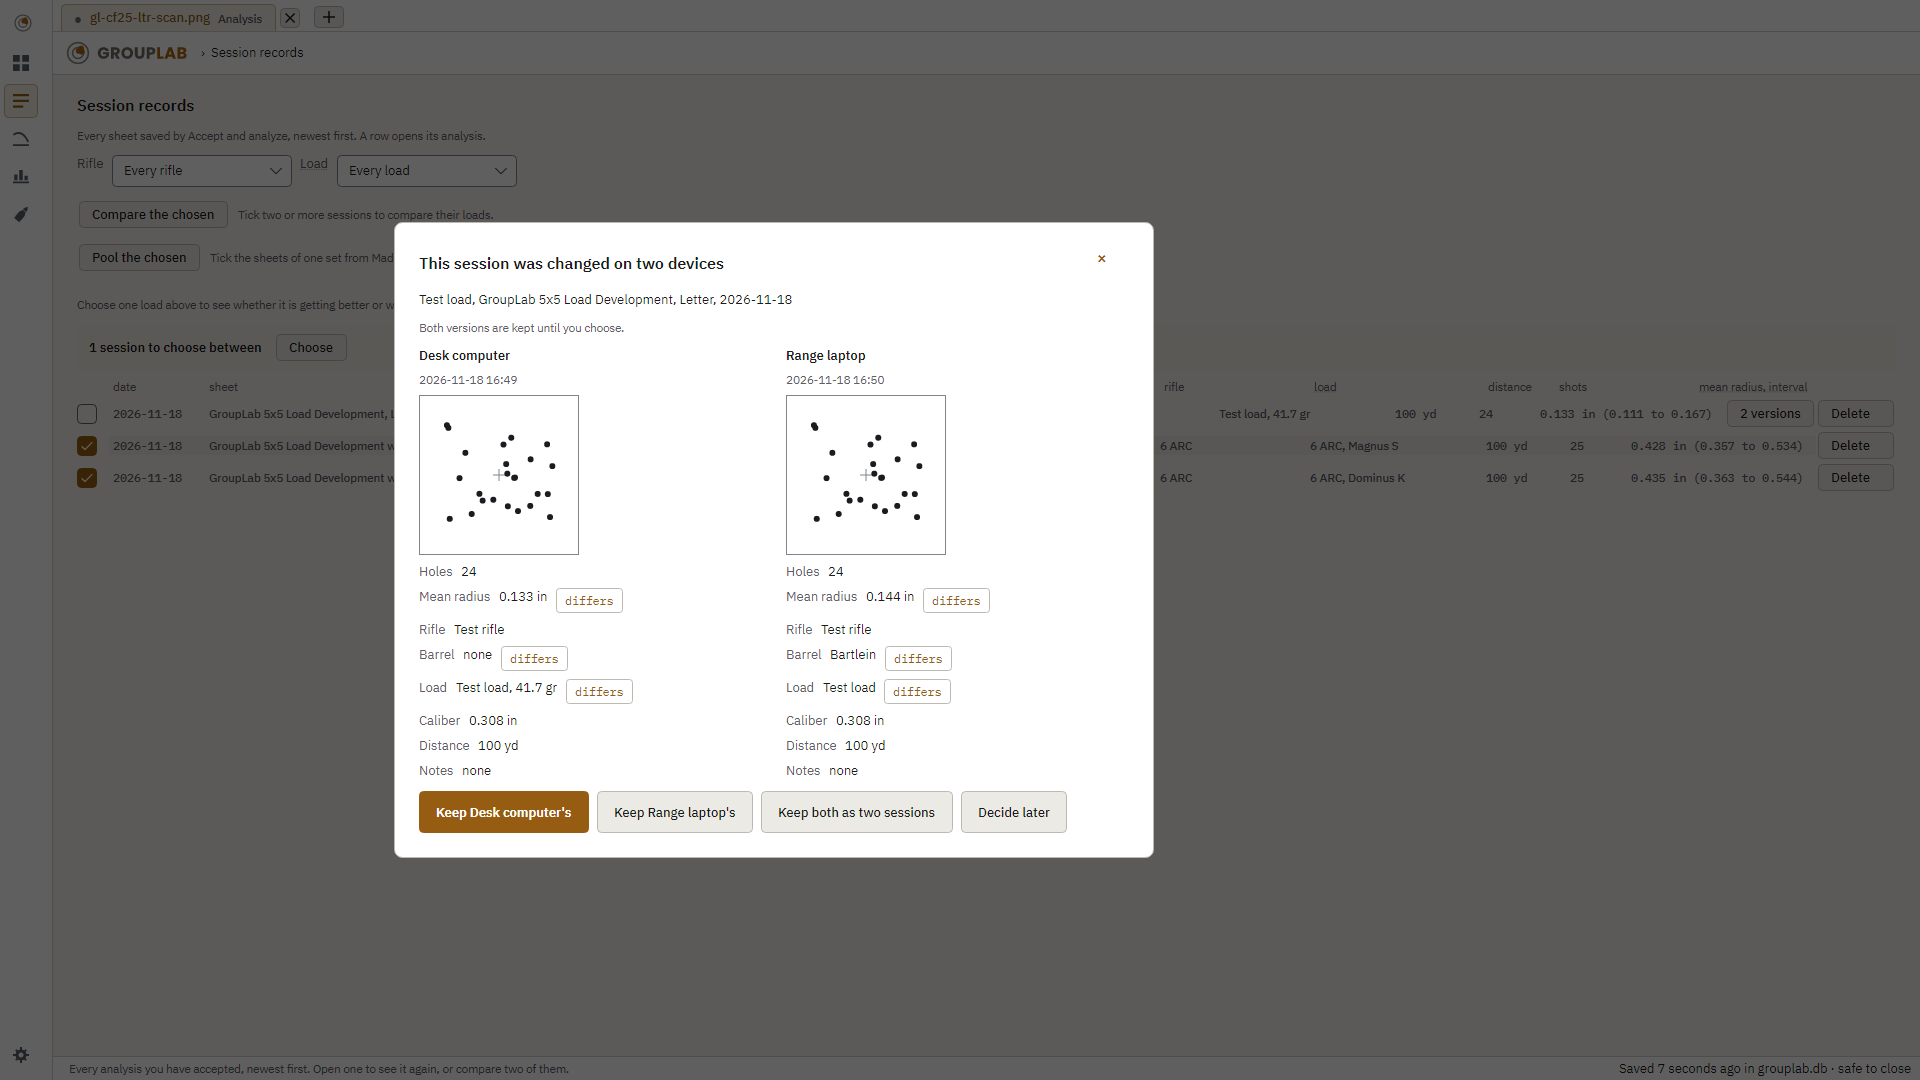 gl-cf25-ltr-scan.png Analysis
GROUPLAB › Session records
Session records
Every sheet saved by Accept and analyze, newest first. A row opens its analysis.
Rifle Every rifle Load Every load
Compare the chosen Tick two or more sessions to compare their loads.
Pool the chosen Tick the sheets of one set from Mad
Choose one load above to see whether it is getting better or w
1 session to choose between Choose
date sheet rifle load distance shots mean radius, interval
2026-11-18 GroupLab 5x5 Load Development, L Test load, 41.7 gr 100 yd 24 0.133 in (0.111 to 0.167) 2 versions Delete
2026-11-18 GroupLab 5x5 Load Development w 6 ARC 6 ARC, Magnus S 100 yd 25 0.428 in (0.357 to 0.534) Delete
2026-11-18 GroupLab 5x5 Load Development w 6 ARC 6 ARC, Dominus K 100 yd 25 0.435 in (0.363 to 0.544) Delete
This session was changed on two devices
Test load, GroupLab 5x5 Load Development, Letter, 2026-11-18
Both versions are kept until you choose.
Desk computer
2026-11-18 16:49
Holes 24
Mean radius 0.133 in differs
Rifle Test rifle
Barrel none differs
Load Test load, 41.7 gr differs
Caliber 0.308 in
Distance 100 yd
Notes none
Range laptop
2026-11-18 16:50
Holes 24
Mean radius 0.144 in differs
Rifle Test rifle
Barrel Bartlein differs
Load Test load differs
Caliber 0.308 in
Distance 100 yd
Notes none
Keep Desk computer's Keep Range laptop's Keep both as two sessions Decide later
Every analysis you have accepted, newest first. Open one to see it again, or compare two of them.
Saved 7 seconds ago in grouplab.db · safe to close